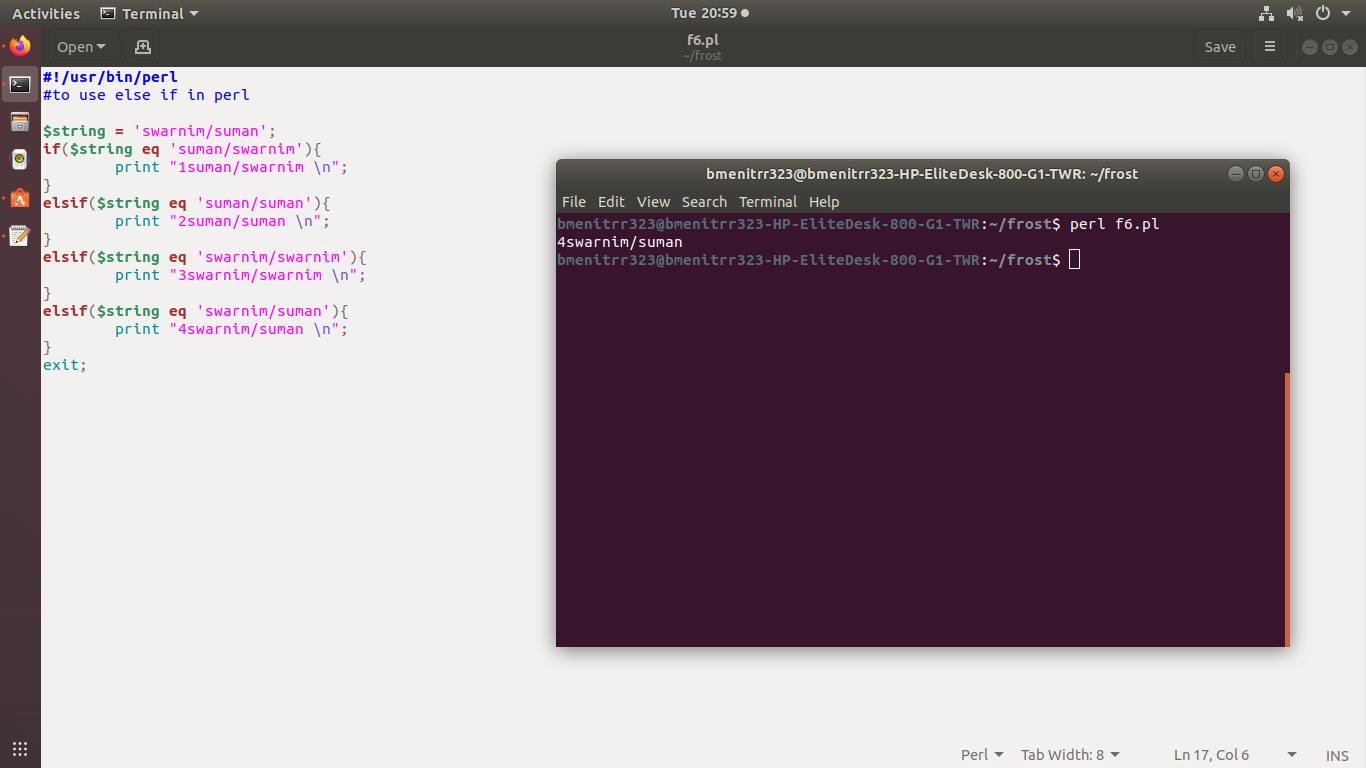 Activities Terminal Tue 20:59
Open f6.pl Save
~/frost
#!/usr/bin/perl
#to use else if in perl
$string = 'swarnim/suman';
if($string eq 'suman/swarnim'){
        print "1suman/swarnim \n";
}
elsif($string eq 'suman/suman'){
        print "2suman/suman \n";
}
elsif($string eq 'swarnim/swarnim'){
        print "3swarnim/swarnim \n";
}
elsif($string eq 'swarnim/suman'){
        print "4swarnim/suman \n";
}
exit;
bmenitrr323@bmenitrr323-HP-EliteDesk-800-G1-TWR: ~/frost
File Edit View Search Terminal Help
bmenitrr323@bmenitrr323-HP-EliteDesk-800-G1-TWR:~/frost$ perl f6.pl
4swarnim/suman
bmenitrr323@bmenitrr323-HP-EliteDesk-800-G1-TWR:~/frost$
Perl Tab Width: 8 Ln 17, Col 6 INS